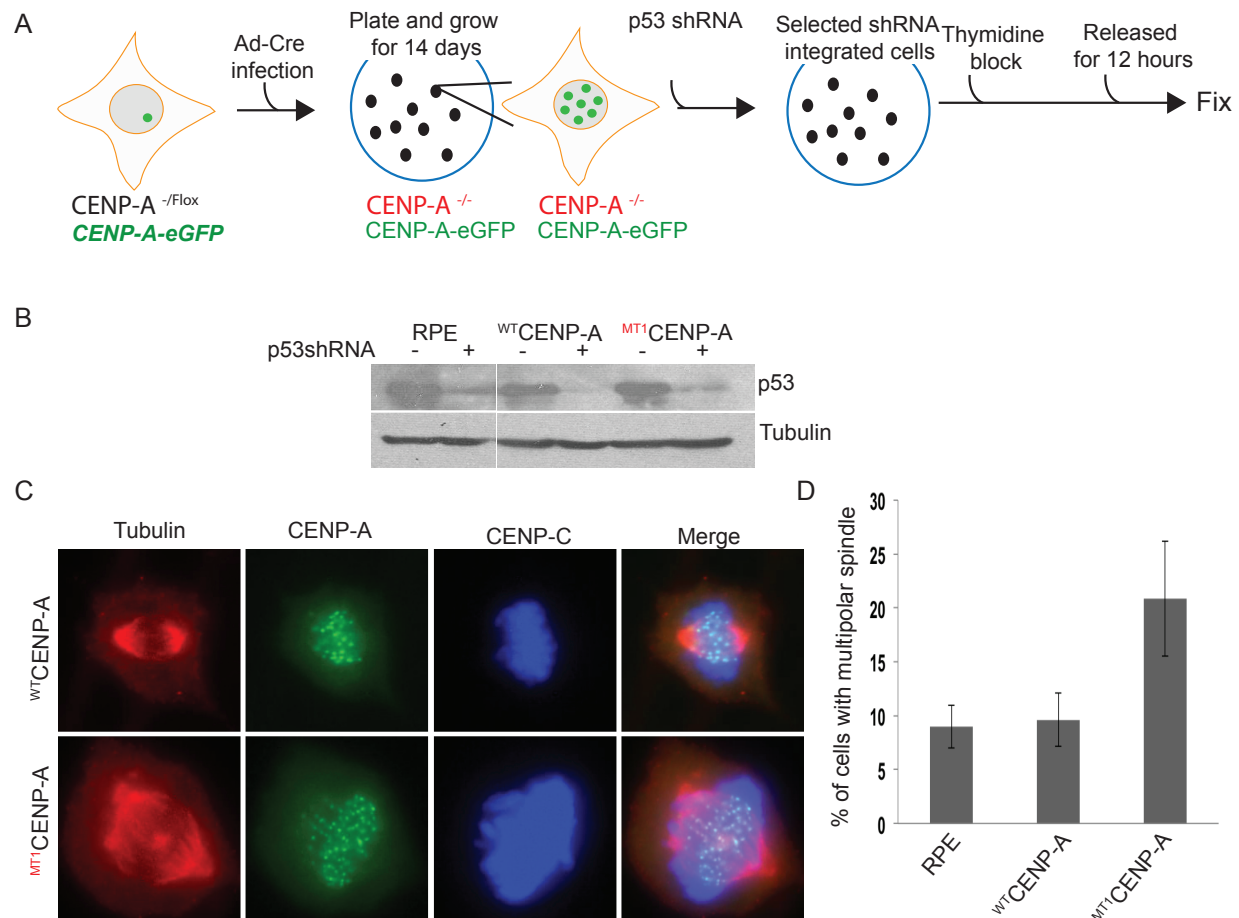 A
Ad-Cre
infection
Plate and grow
for 14 days
p53 shRNA
Selected shRNA
integrated cells
Thymidine
block
Released
for 12 hours
Fix
CENP-A -/Flox
CENP-A-eGFP
CENP-A -/-
CENP-A-eGFP
CENP-A -/-
CENP-A-eGFP
B
RPE WTCENP-A MT1CENP-A
p53shRNA - + - + - +
p53
Tubulin
C
Tubulin CENP-A CENP-C Merge
WTCENP-A
MT1CENP-A
D
% of cells with multipolar spindle
30
25
20
15
10
5
0
RPE
WTCENP-A
MT1CENP-A